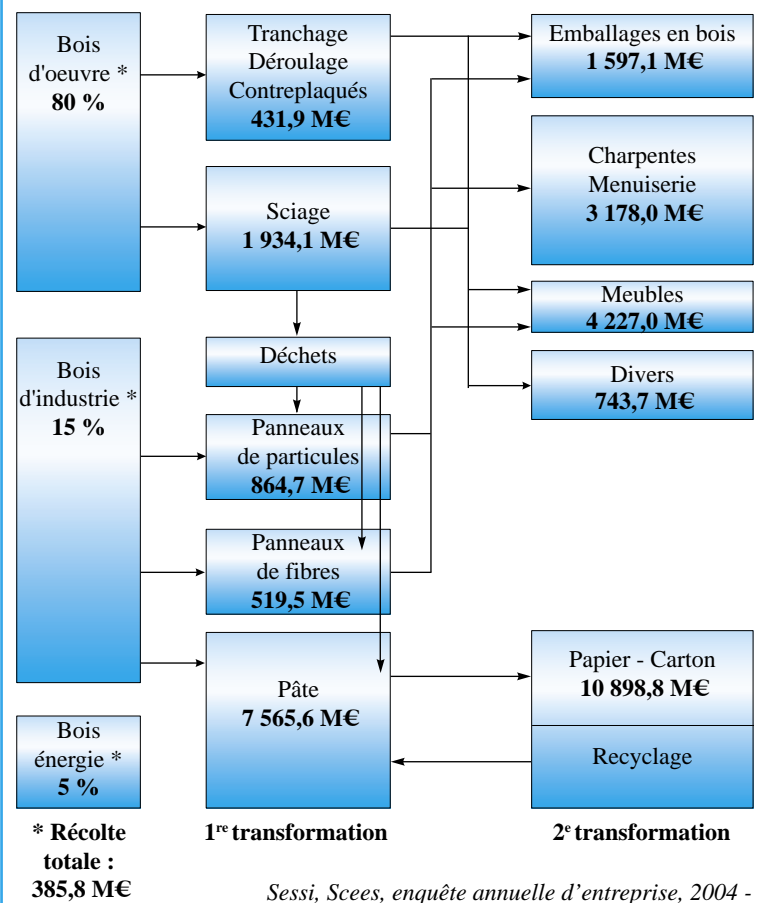 Bois
d'oeuvre *
80 %
Tranchage
Déroulage
Contreplaqués
431,9 M€
Emballages en bois
1 597,1 M€
Charpentes
Menuiserie
3 178,0 M€
Sciage
1 934,1 M€
Meubles
4 227,0 M€
Déchets
Divers
743,7 M€
Bois
d'industrie *
15 %
Panneaux
de particules
864,7 M€
Panneaux
de fibres
519,5 M€
Pâte
7 565,6 M€
Papier - Carton
10 898,8 M€
Recyclage
Bois
énergie *
5 %
* Récolte
totale :
385,8 M€
1re transformation
2e transformation
Sessi, Scees, enquête annuelle d’entreprise, 2004 -